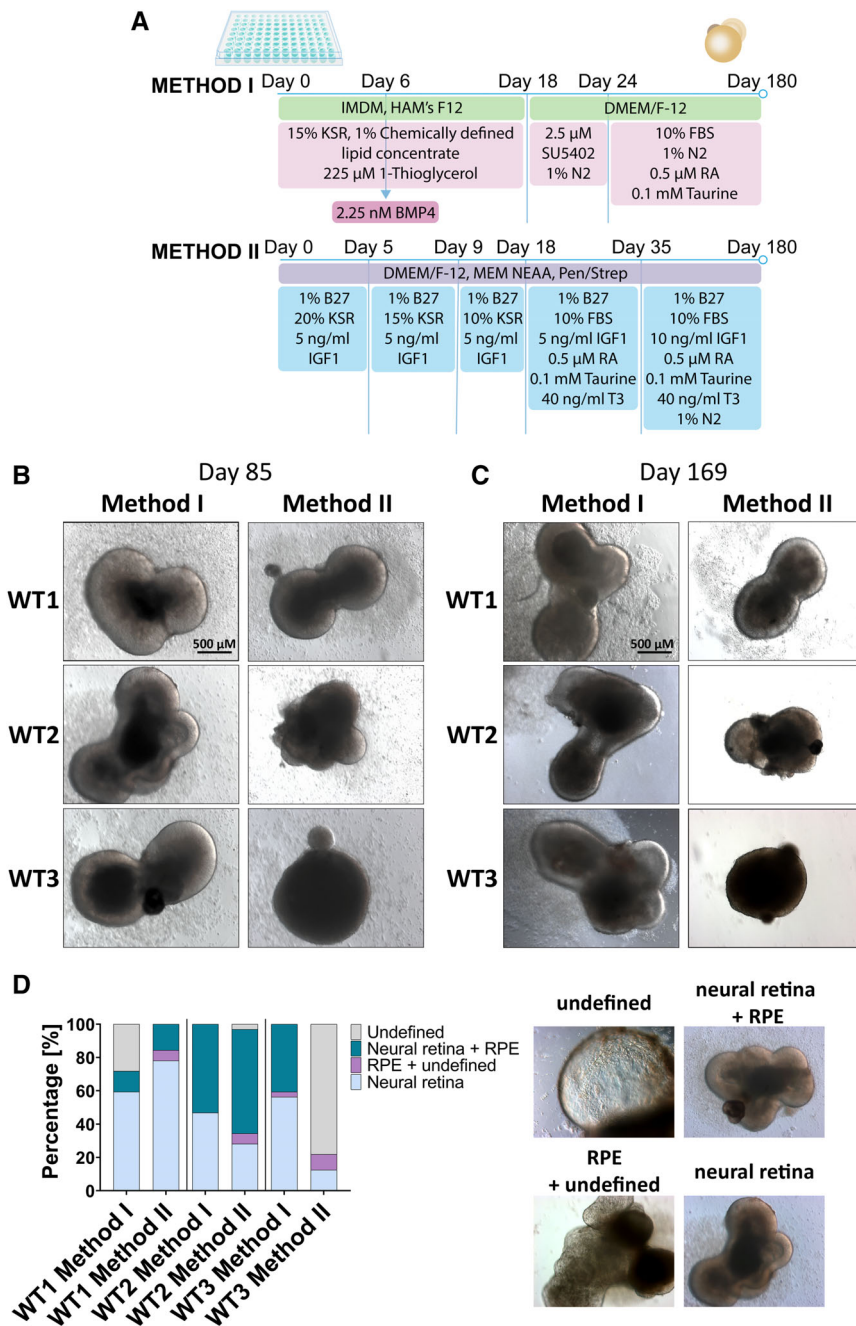 A
METHOD I
Day 0
Day 6
Day 18
Day 24
Day 180
IMDM, HAM's F12
DMEM/F-12
15% KSR, 1% Chemically defined
lipid concentrate
225 µM 1-Thioglycerol
2.5 µM
SU5402
1% N2
10% FBS
1% N2
0.5 µM RA
0.1 mM Taurine
2.25 nM BMP4
METHOD II
Day 0
Day 5
Day 9
Day 18
Day 35
Day 180
DMEM/F-12, MEM NEAA, Pen/Strep
1% B27
20% KSR
5 ng/ml
IGF1
1% B27
15% KSR
5 ng/ml
IGF1
1% B27
10% KSR
5 ng/ml
IGF1
1% B27
10% FBS
5 ng/ml IGF1
0.5 µM RA
0.1 mM Taurine
40 ng/ml T3
1% B27
10% FBS
10 ng/ml IGF1
0.5 µM RA
0.1 mM Taurine
40 ng/ml T3
1% N2
B
Day 85
Method I
Method II
WT1
500 µM
WT2
WT3
C
Day 169
Method I
Method II
WT1
500 µM
WT2
WT3
D
Percentage [%]
100
80
60
40
20
0
WT1 Method I
WT1 Method II
WT2 Method I
WT2 Method II
WT3 Method I
WT3 Method II
Undefined
Neural retina + RPE
RPE + undefined
Neural retina
undefined
neural retina
+ RPE
RPE
+ undefined
neural retina